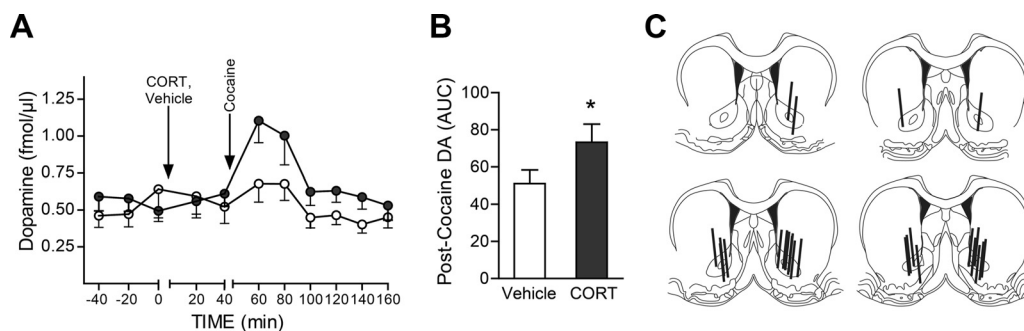 A
B
C
CORT,
Vehicle
Cocaine
Dopamine (fmol/µl)
1.25
1.00
0.75
0.50
0.25
-40 -20 0 20 40 60 80 100 120 140 160
TIME (min)
Post-Cocaine DA (AUC)
100
80
60
40
20
0
*
Vehicle CORT